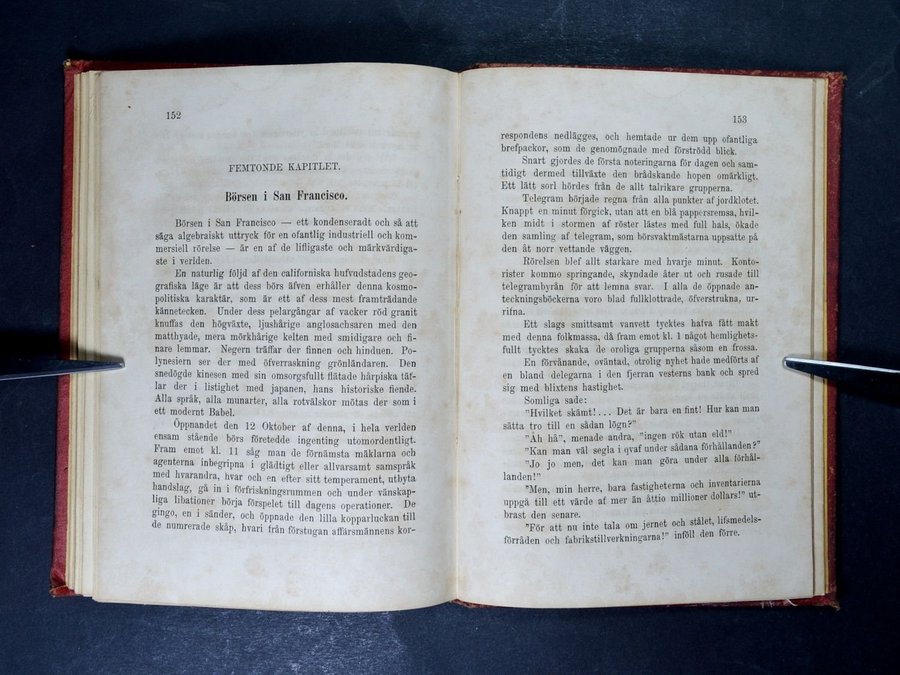 152
FEMTONDE KAPITLET.
Börsen i San Francisco.
Börsen i San Francisco — ett kondenseradt och så att
säga algebraiskt uttryck för en ofantlig industriell och kom-
mersiell rörelse — är en af de lifligaste och märkvärdiga-
ste i verlden.
En naturlig följd af den californiska hufvudstadens geo-
grafiska läge är att dess börs äfven erhåller denna kosmo-
politiska karaktär, som är ett af dess mest framträdande
kännetecken. Under dess pelargångar af vacker röd granit
knuffas den högväxte, ljushårige anglosachsaren med den
matthyade, mera mörkhårige kelten med smidigare och fi-
nare lemmar. Negern träffar der finnen och hinduen. Po-
lynesiern ser der med öfverraskning grönländaren. Den
snedögde kinesen med sin omsorgsfullt flätade hårpiska täf-
lar der i listighet med japanen, hans historiske fiende.
Alla språk, alla munarter, alla rotvälskor mötas der som i
ett modernt Babel.
Öppnandet den 12 Oktober af denna, i hela verlden
ensam stående börs företedde ingenting utomordentligt.
Fram emot kl. 11 såg man de förnämsta mäklarna och
agenterna inbegripna i glädtigt eller allvarsamt samspråk
med hvarandra, hvar och en efter sitt temperament, utbyta
handslag, gå in i förfriskningsrummen och under vänskap-
liga libationer börja förspelet till dagens operationer. De
gingo, en i sänder, och öppnade den lilla kopparluckan till
de numrerade skåp, hvari från förstugan affärsmännens kor-
153
respondens nedlägges, och hemtade ur dem upp ofantliga
brefpackor, som de genomögnade med förströdd blick.
Snart gjordes de första noteringarna för dagen och sam-
tidigt dermed tillväxte den brådskande hopen omärkligt.
Ett lätt sorl hördes från de allt talrikare grupperna.
Telegram började regna från alla punkter af jordklotet.
Knappt en minut förgick, utan att en blå pappersremsa, hvil-
ken midt i stormen af röster lästes med full hals, ökade
den samling af telegram, som börsvaktmästarna uppsatte på
den åt norr vettande väggen.
Rörelsen blef allt starkare med hvarje minut. Konto-
rister kommo springande, skyndade åter ut och rusade till
telegrambyrån för att lemna svar. I alla de öppnade an-
teckningsböckerna voro blad fullklottrade, öfverstrukna, ur-
rifna.
Ett slags smittsamt vanvett tycktes hafva fått makt
med denna folkmassa, då fram emot kl. 1 något hemlighets-
fullt tycktes skaka de oroliga grupperna såsom en frossa.
En förvånande, oväntad, otrolig nyhet hade medförts af
en bland delegarna i den fjerran vesterns bank och spred
sig med blixtens hastighet.
Somliga sade:
"Hvilket skämt!... Det är bara en fint! Hur kan man
sätta tro till en sådan lögn?"
"Åh hå", menade andra, "ingen rök utan eld!"
"Kan man väl segla i qvaf under sådana förhållanden?"
"Jo jo men, det kan man göra under alla förhål-
landen!"
"Men, min herre, bara fastigheterna och inventarierna
uppgå till ett värde af mer än åttio millioner dollars!" ut-
brast den senare.
"För att nu inte tala om jernet och stålet, lifsmedels-
förråden och fabrikstillverkningarna!" inföll den förre.